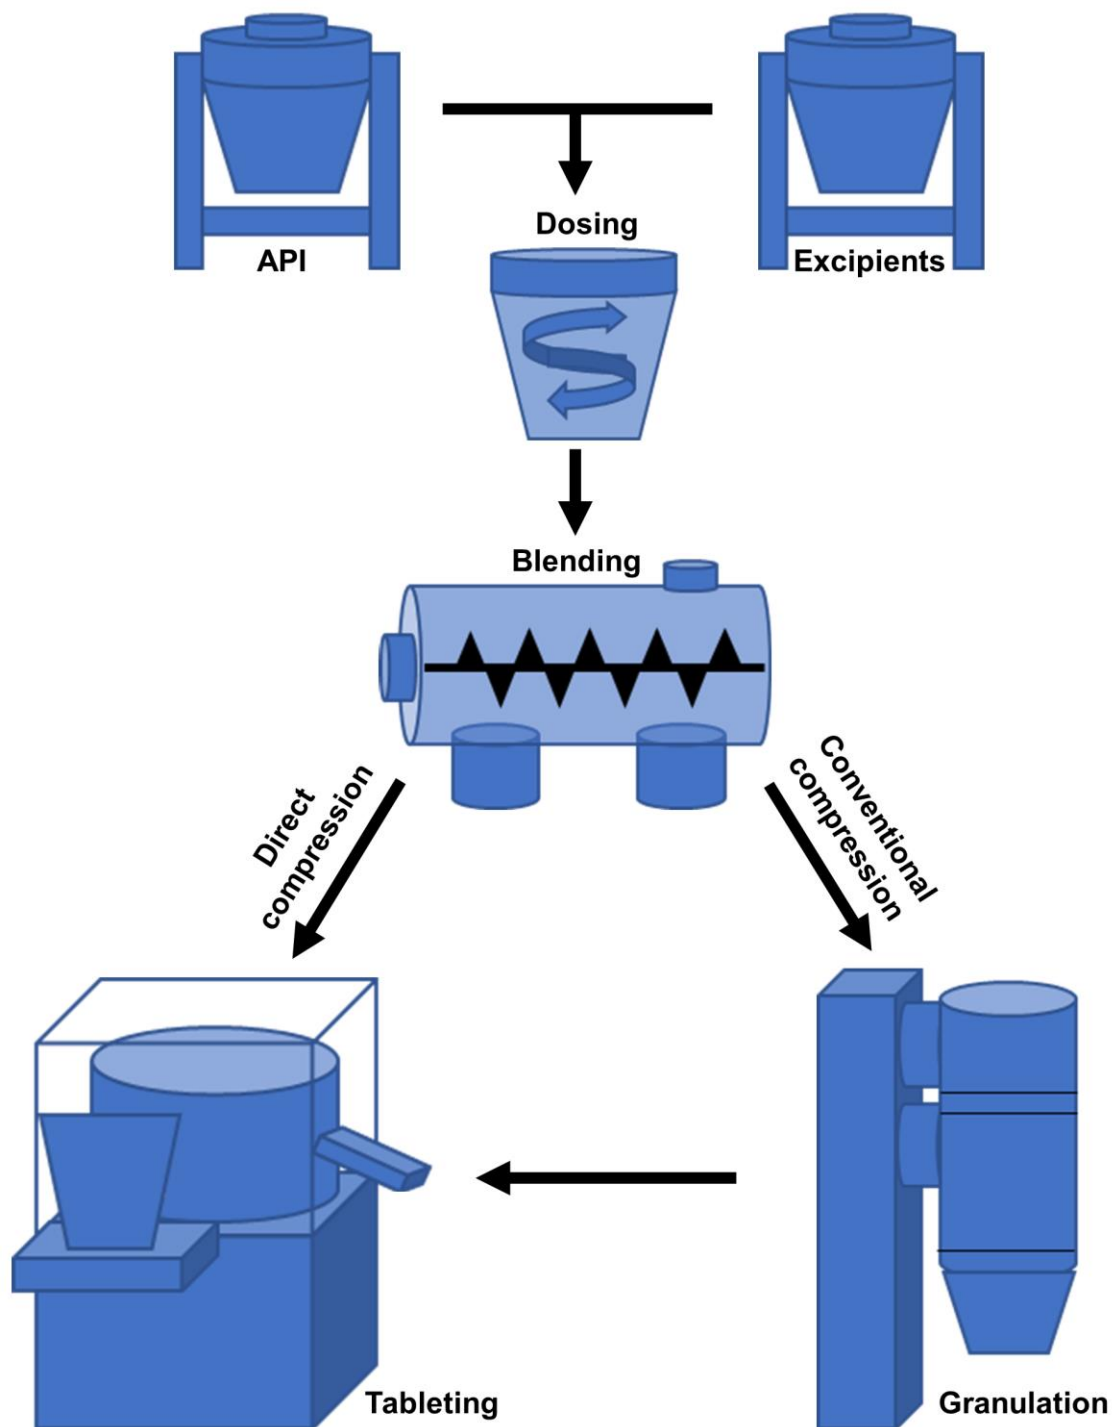 API
Excipients
Dosing
Blending
Direct
compression
Conventional
compression
Tableting
Granulation